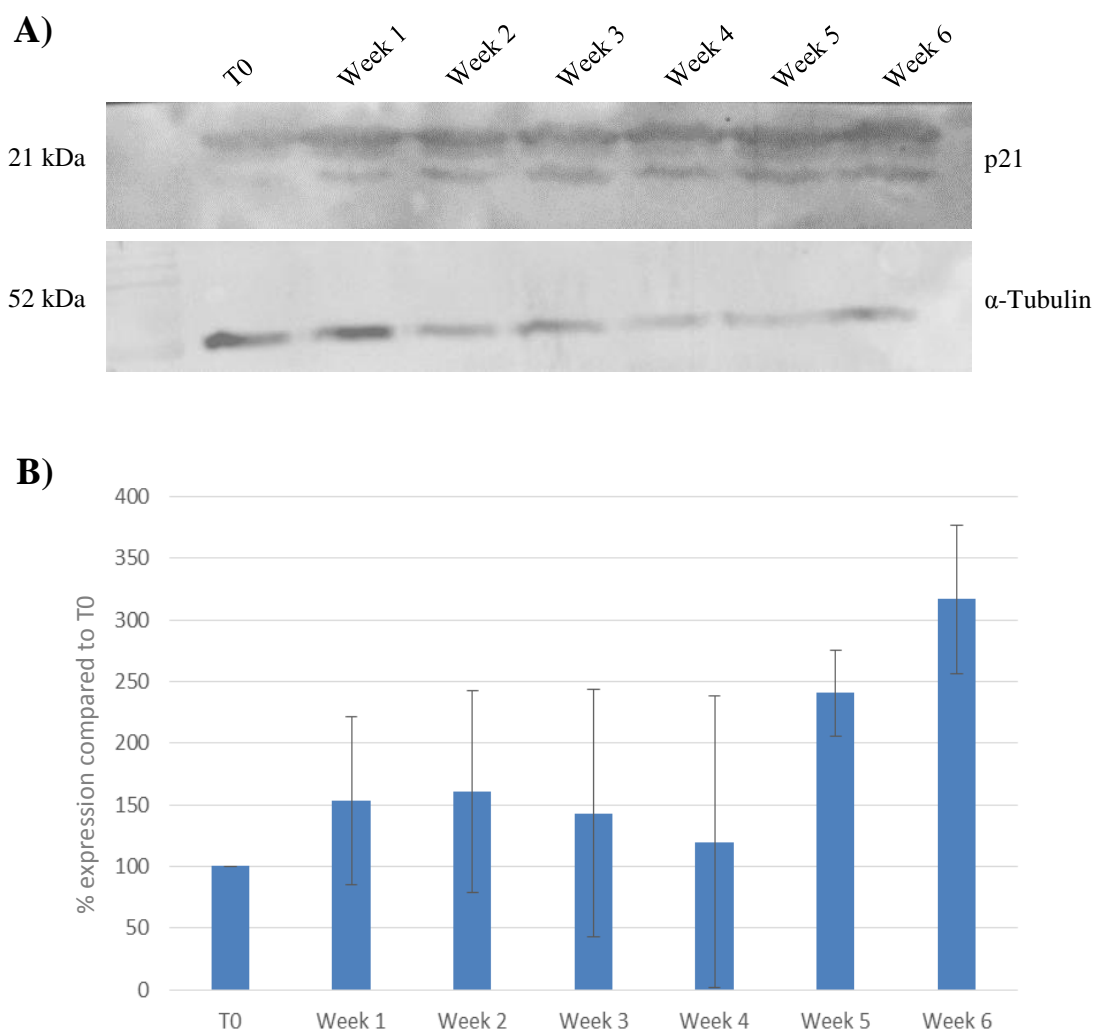 A)
T0 Week 1 Week 2 Week 3 Week 4 Week 5 Week 6
21 kDa p21
52 kDa α-Tubulin
B)
% expression compared to T0
400
350
300
250
200
150
100
50
0
T0 Week 1 Week 2 Week 3 Week 4 Week 5 Week 6